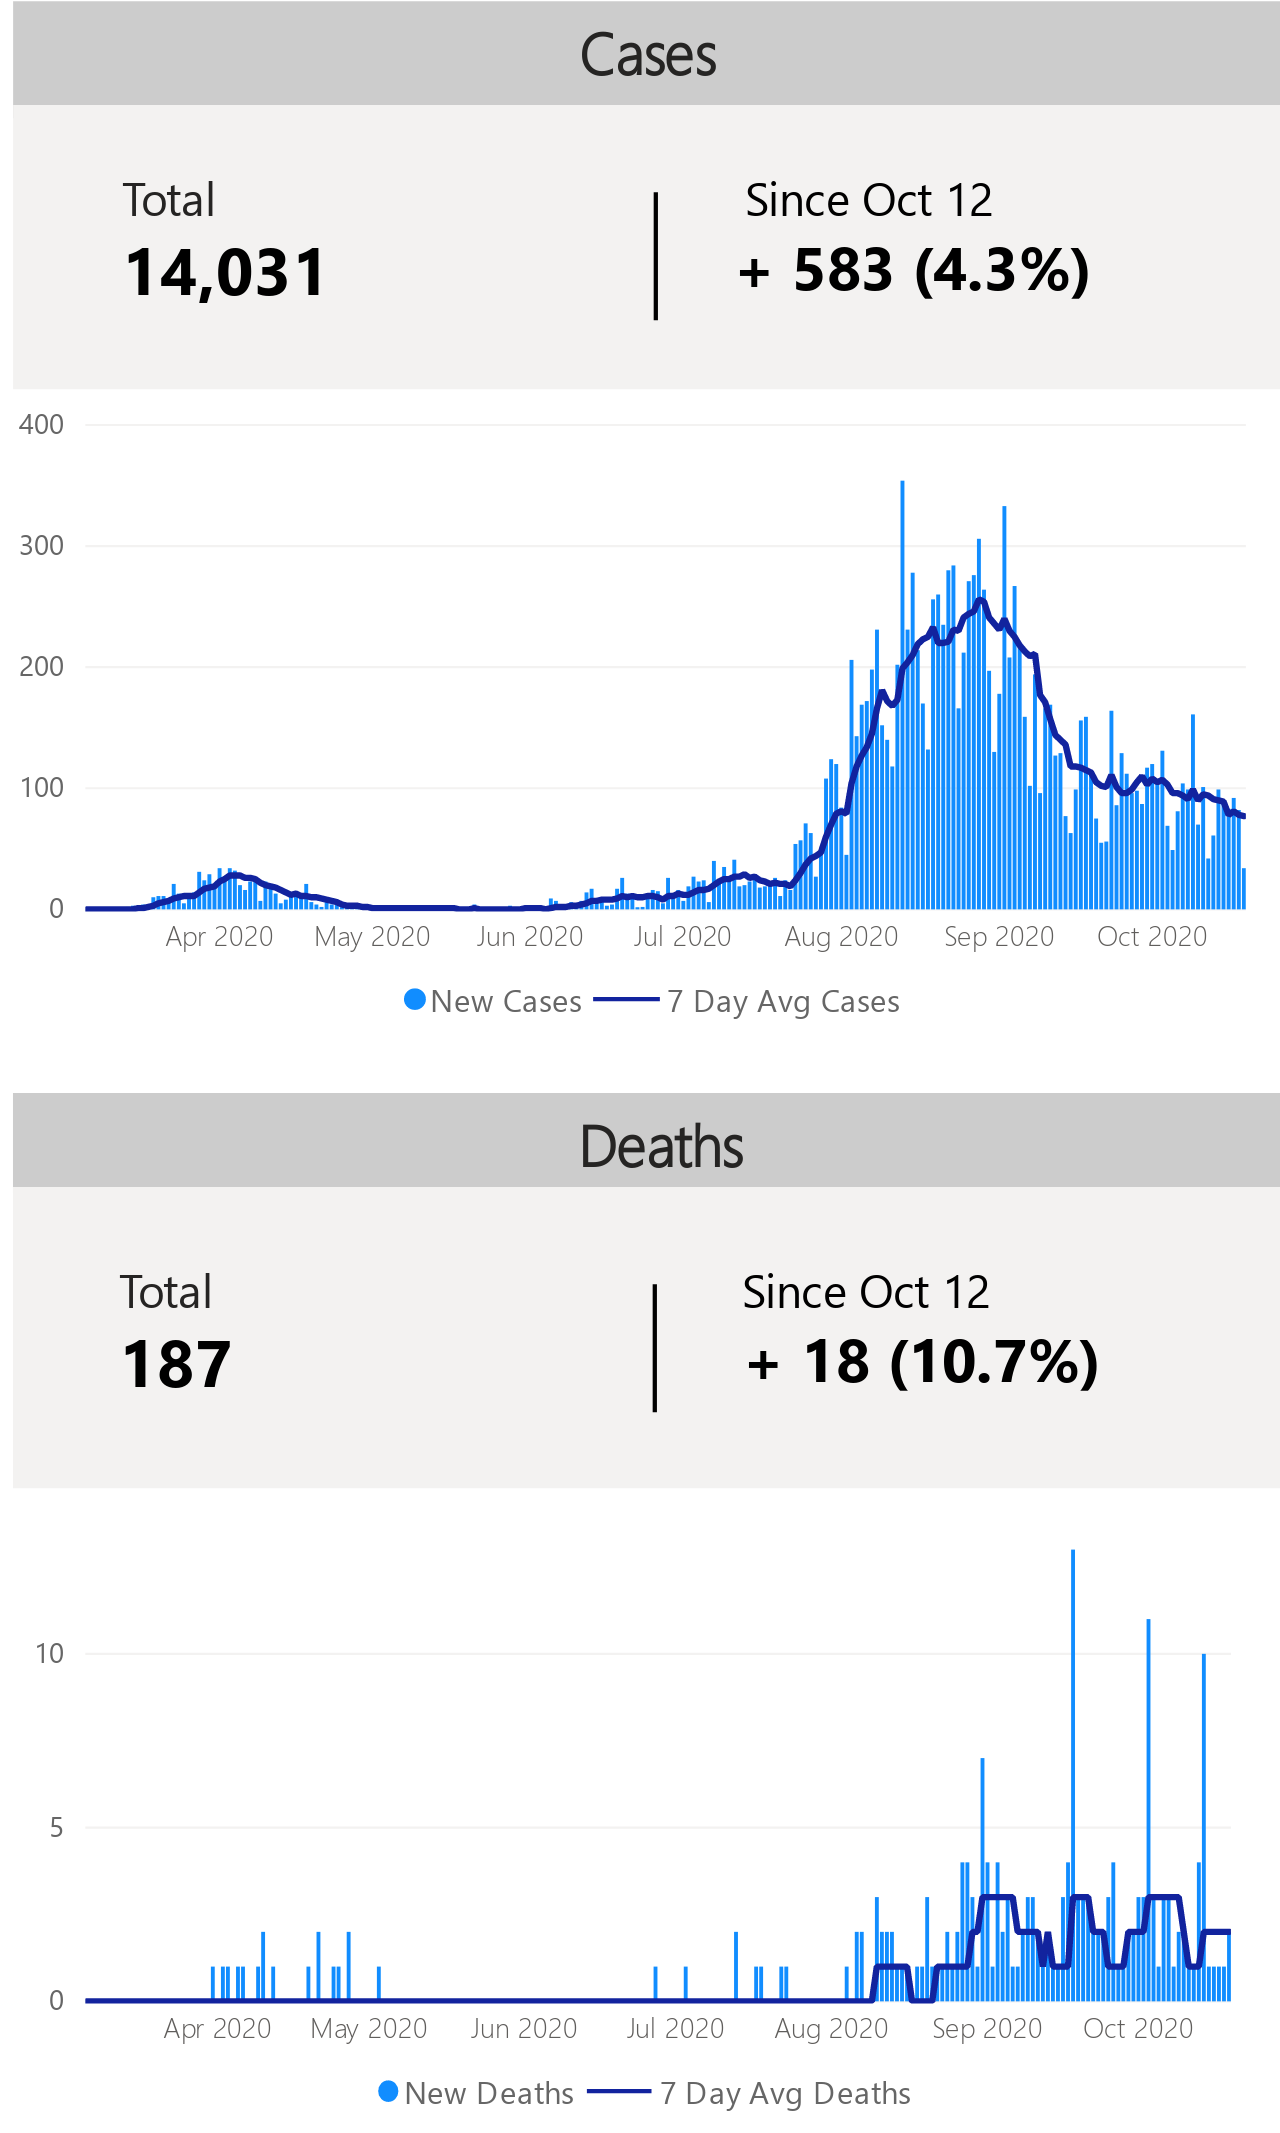 Cases
Total
Since Oct 12
14,031
+ 583 (4.3%)
400
300
200
100
0
Apr 2020 May 2020 Jun 2020 Jul 2020 Aug 2020 Sep 2020 Oct 2020
New Cases 7 Day Avg Cases
Deaths
Total
Since Oct 12
187
+ 18 (10.7%)
10
5
0
Apr 2020 May 2020 Jun 2020 Jul 2020 Aug 2020 Sep 2020 Oct 2020
New Deaths 7 Day Avg Deaths